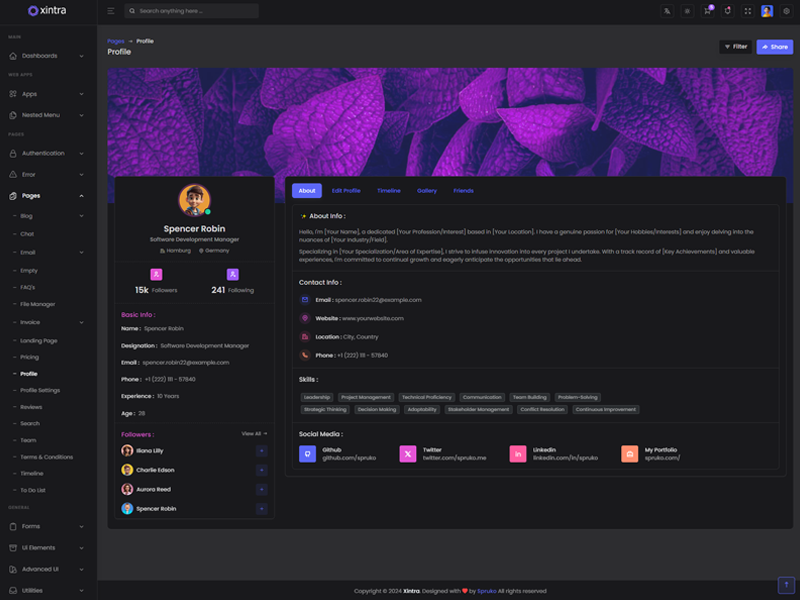 xintra
Search anything here ...
5
MAIN
Dashboards
WEB APPS
Apps
Nested Menu
PAGES
Authentication
Error
Pages
Blog
Chat
Email
Empty
FAQ's
File Manager
Invoice
Landing Page
Pricing
Profile
Profile Settings
Reviews
Search
Team
Terms & Conditions
Timeline
To Do List
GENERAL
Forms
UI Elements
Advanced UI
Utilities
Pages → Profile
Profile
Filter
Share
Spencer Robin
Software Development Manager
Hamburg Germany
15k Followers
241 Following
Basic Info :
Name : Spencer Robin
Designation : Software Development Manager
Email : spencer.robin22@example.com
Phone : +1 (222) 111 - 57840
Experience : 10 Years
Age : 28
Followers :
View All
Iliana Lilly
Charlie Edson
Aurora Reed
Spencer Robin
About
Edit Profile
Timeline
Gallery
Friends
About Info :
Hello, I'm [Your Name], a dedicated [Your Profession/Interest] based in [Your Location]. I have a genuine passion for [Your Hobbies/Interests] and enjoy delving into the
nuances of [Your Industry/Field].
Specializing in [Your Specialization/Area of Expertise], I strive to infuse innovation into every project I undertake. With a track record of [Key Achievements] and valuable
experiences, I'm committed to continual growth and eagerly anticipate the opportunities that lie ahead.
Contact Info :
Email : spencer.robin22@example.com
Website : www.yourwebsite.com
Location : City, Country
Phone : +1 (222) 111 - 57840
Skills :
Leadership
Project Management
Technical Proficiency
Communication
Team Building
Problem-Solving
Strategic Thinking
Decision Making
Adaptability
Stakeholder Management
Conflict Resolution
Continuous Improvement
Social Media :
Github
github.com/spruko
Twitter
twitter.com/spruko.me
Linkedin
linkedin.com/in/spruko
My Portfolio
spruko.com/
Copyright © 2024 Xintra. Designed with ❤ by Spruko All rights reserved